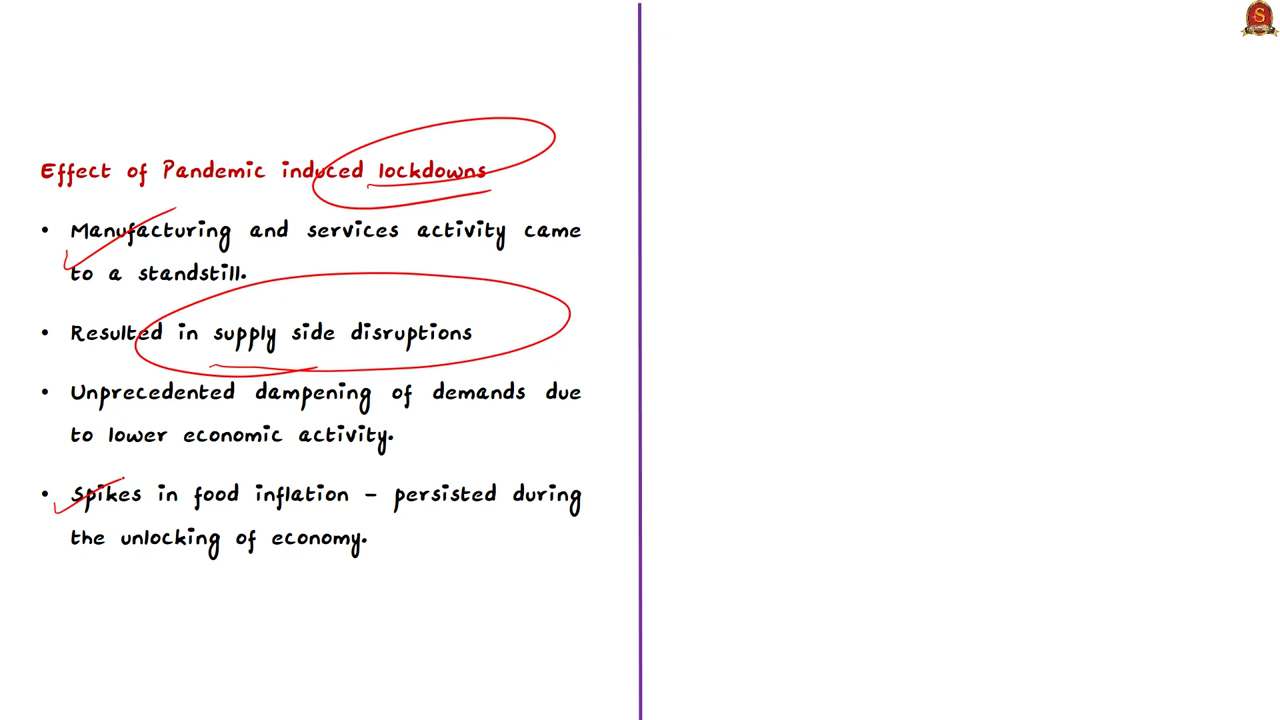 Effect of Pandemic induced lockdowns
• Manufacturing and services activity came
to a standstill.
• Resulted in supply side disruptions
• Unprecedented dampening of demands due
to lower economic activity.
• Spikes in food inflation – persisted during
the unlocking of economy.
S